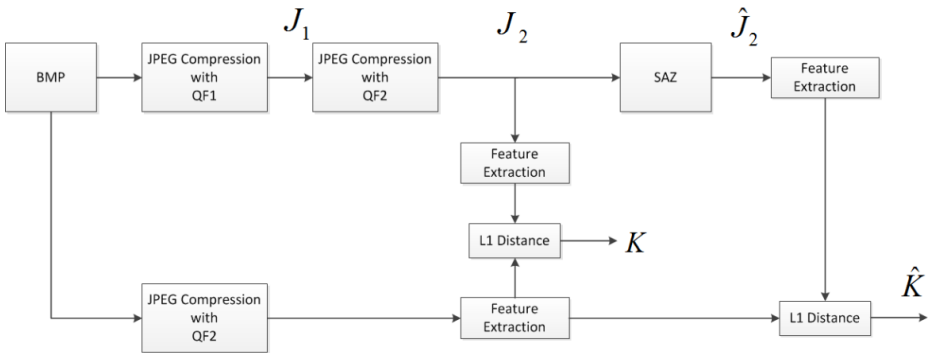 J₁ J₂ Ĵ₂
BMP
JPEG Compression
with
QF1
JPEG Compression
with
QF2
SAZ
Feature
Extraction
Feature
Extraction
L1 Distance
K
JPEG Compression
with
QF2
Feature
Extraction
L1 Distance
K̂